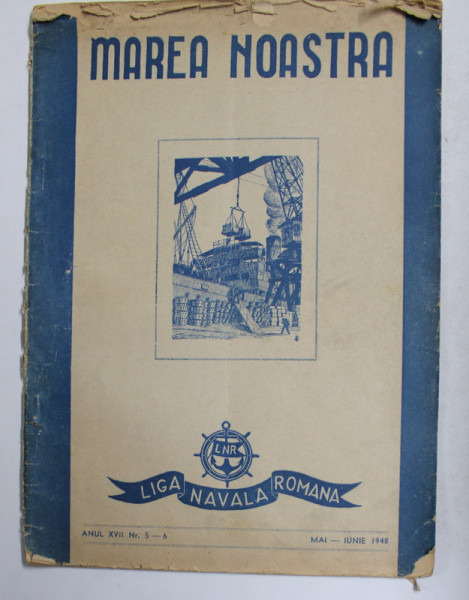 MAREA NOASTRA
LNR
LIGA NAVALA ROMANA
ANUL XVII. Nr. 5 — 6 MAI — IUNIE 1948